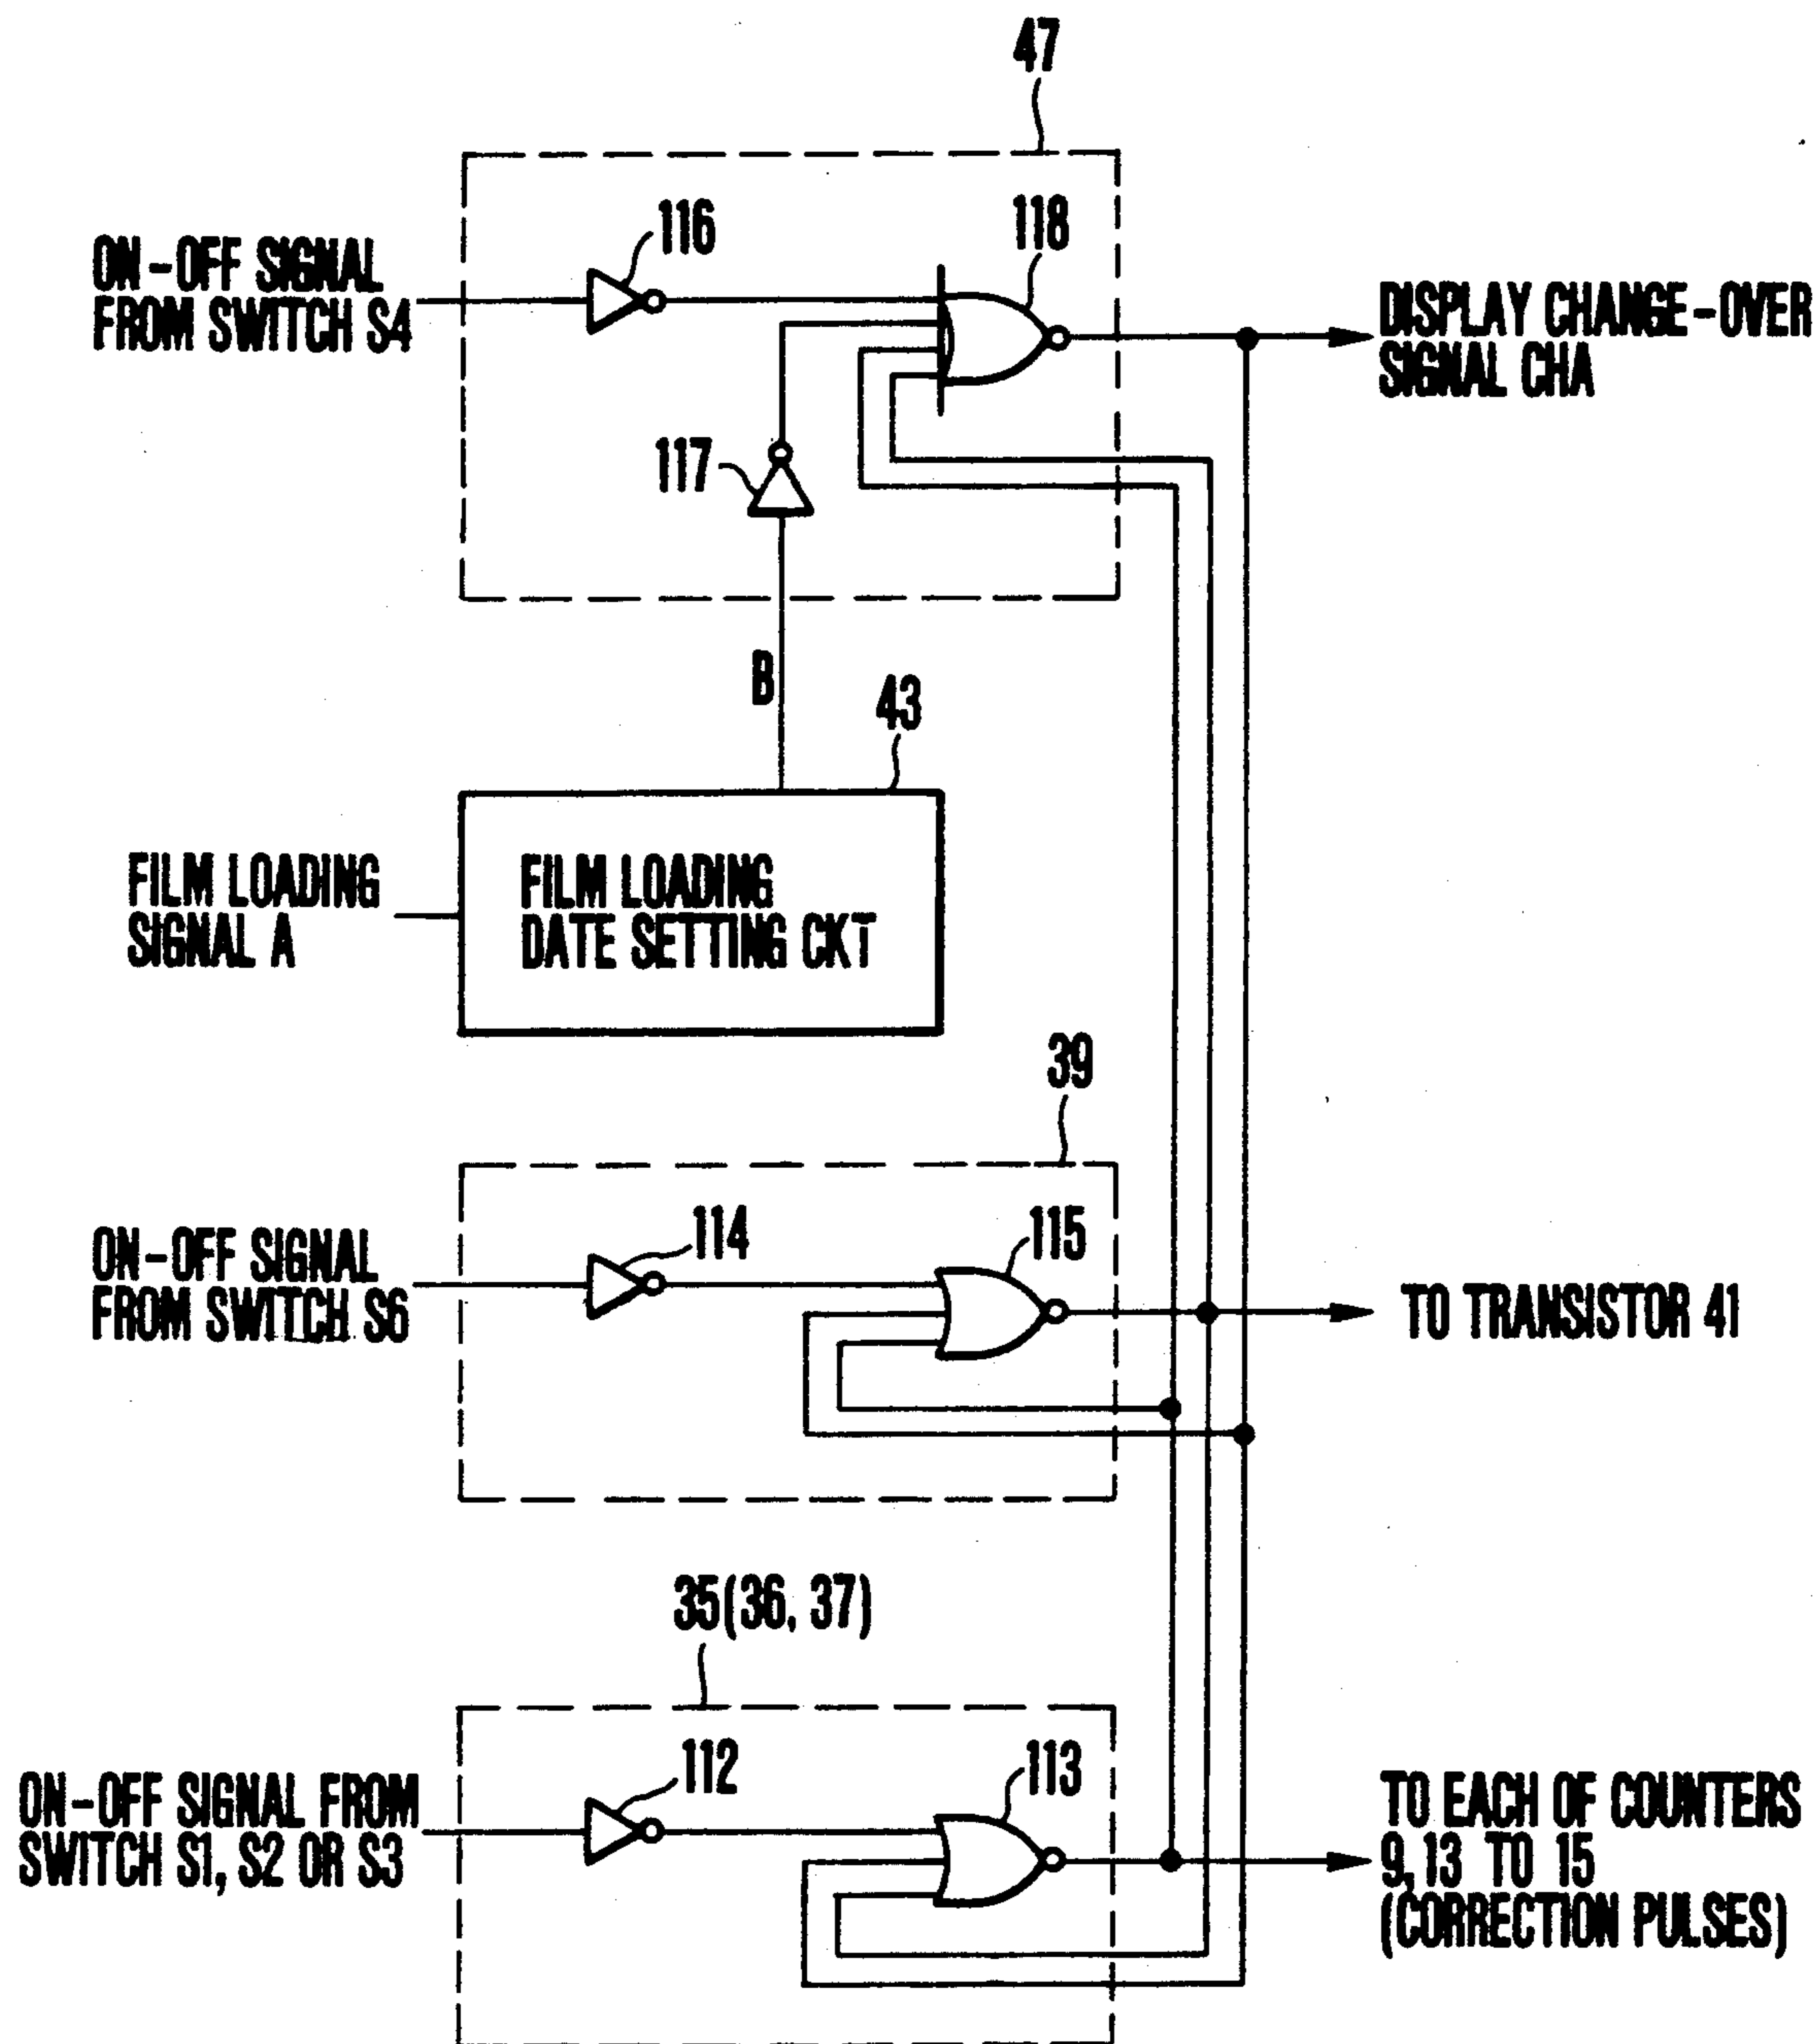 47
116
118
ON-OFF SIGNAL
FROM SWITCH S4
DISPLAY CHANGE-OVER
SIGNAL CHA
117
B
43
FILM LOADING
SIGNAL A
FILM LOADING
DATE SETTING CKT
39
114
115
ON-OFF SIGNAL
FROM SWITCH S6
TO TRANSISTOR 41
35(36, 37)
112
113
ON-OFF SIGNAL FROM
SWITCH S1, S2 OR S3
TO EACH OF COUNTERS
9, 13 TO 15
(CORRECTION PULSES)